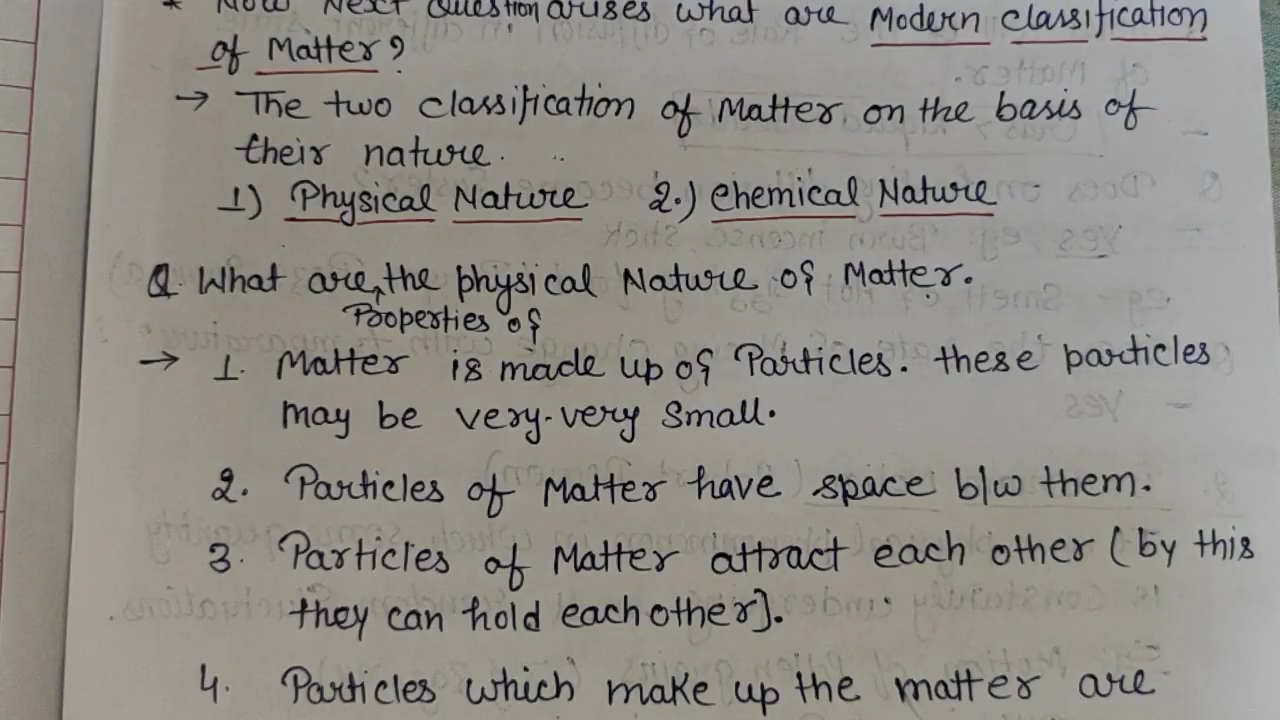 * Now Next Question arises what are Modern classification
of Matter?
→ The two classification of Matter on the basis of
their nature.
1) Physical Nature 2.) Chemical Nature
Q. What are the physical Nature of Matter.
Properties of
→ 1. Matter is made up of Particles. these particles
may be very-very small.
2. Particles of Matter have space b/w them.
3. Particles of Matter attract each other (by this
they can hold each other].
4. Particles which make up the matter are